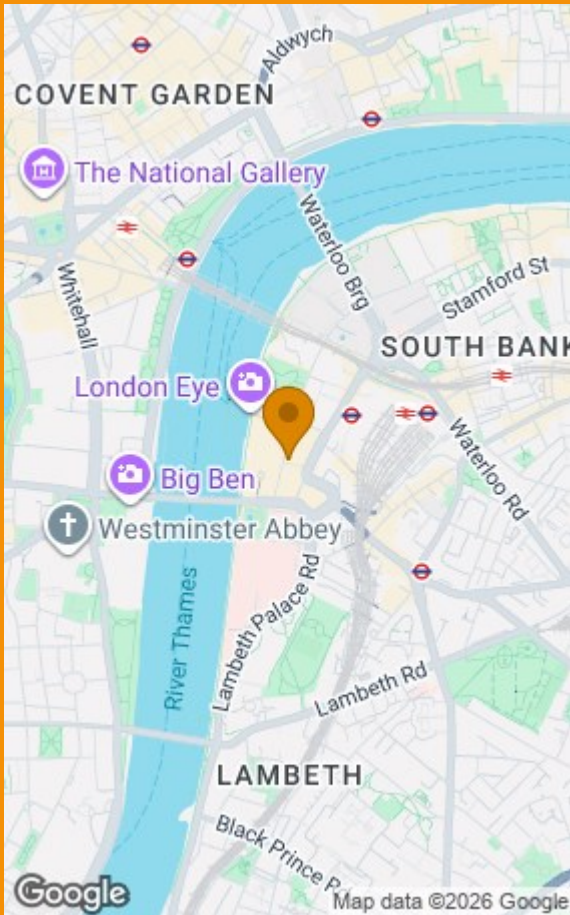 Aldwych
COVENT GARDEN
The National Gallery
Waterloo Brg
Whitehall
Stamford St
SOUTH BANK
London Eye
Waterloo Rd
Big Ben
Westminster Abbey
River Thames
Lambeth Palace Rd
Lambeth Rd
LAMBETH
Black Prince Rd
Google
Map data ©2026 Google